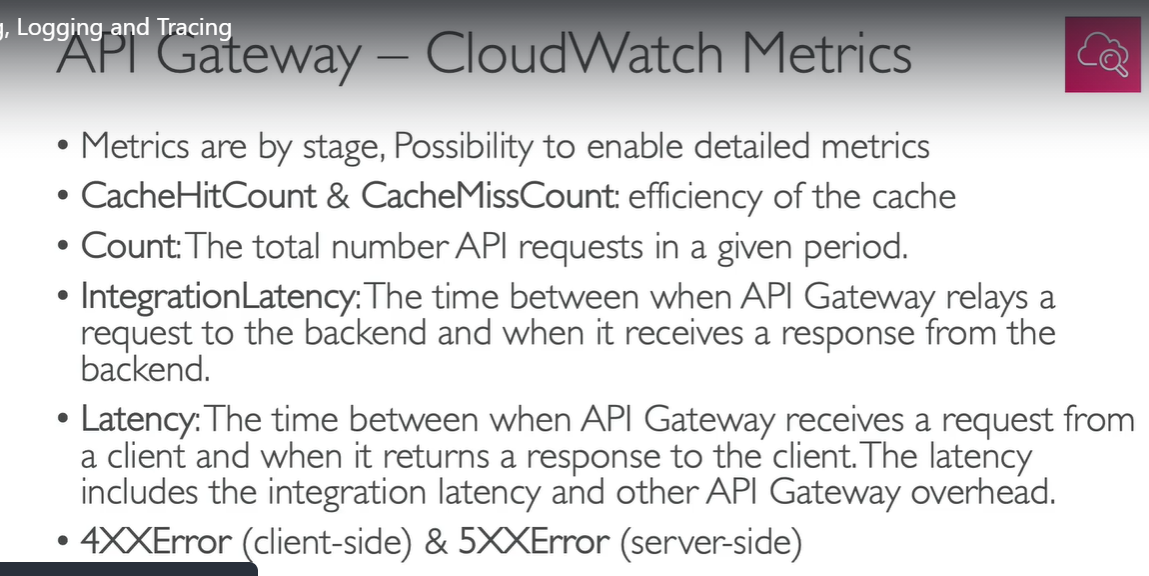 g, Logging and Tracing
API Gateway – CloudWatch Metrics
• Metrics are by stage, Possibility to enable detailed metrics
• CacheHitCount & CacheMissCount: efficiency of the cache
• Count: The total number API requests in a given period.
• IntegrationLatency: The time between when API Gateway relays a
request to the backend and when it receives a response from the
backend.
• Latency: The time between when API Gateway receives a request from
a client and when it returns a response to the client. The latency
includes the integration latency and other API Gateway overhead.
• 4XXError (client-side) & 5XXError (server-side)